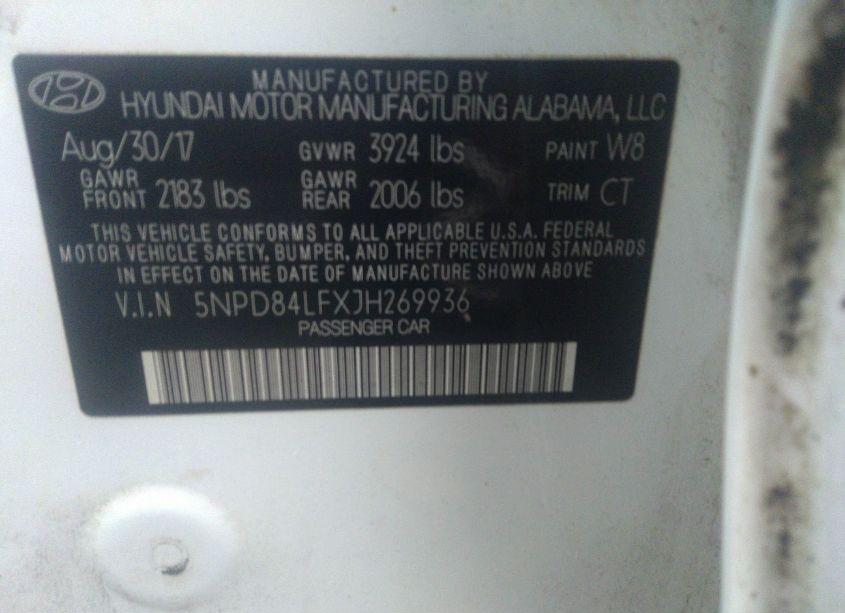 MANUFACTURED BY
HYUNDAI MOTOR MANUFACTURING ALABAMA, LLC
Aug/30/17 GVWR 3924 lbs PAINT W8
GAWR FRONT 2183 lbs GAWR REAR 2006 lbs TRIM CT
THIS VEHICLE CONFORMS TO ALL APPLICABLE U.S.A. FEDERAL
MOTOR VEHICLE SAFETY, BUMPER, AND THEFT PREVENTION STANDARDS
IN EFFECT ON THE DATE OF MANUFACTURE SHOWN ABOVE
V.I.N 5NPD84LFXJH269936
PASSENGER CAR